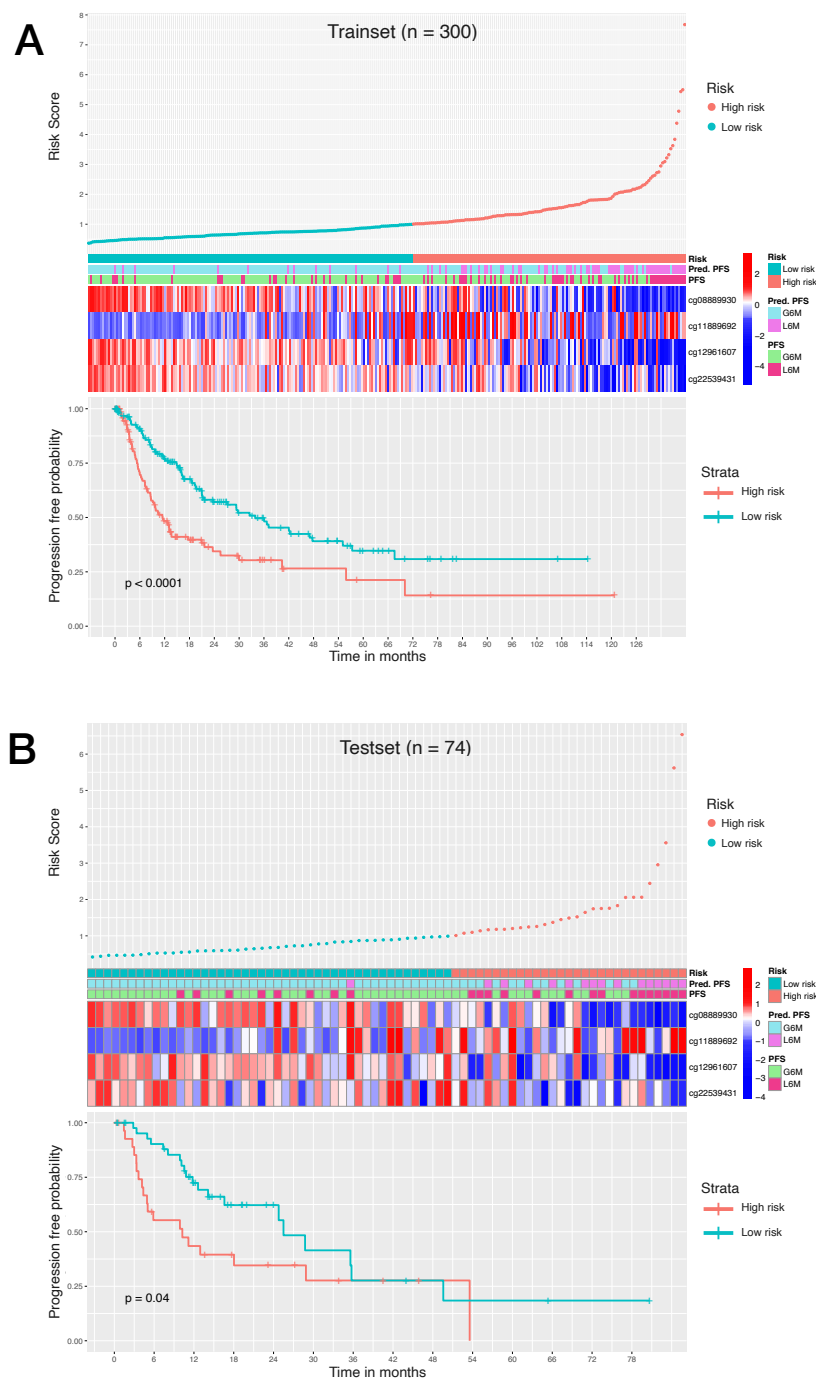 A
Trainset (n = 300)
Risk Score
8
7
6
5
4
3
2
1
Risk
High risk
Low risk
Risk
Pred. PFS
PFS
cg08889930
cg11889692
cg12961607
cg22539431
2
0
−2
−4
Risk
Low risk
High risk
Pred. PFS
G6M
L6M
PFS
G6M
L6M
Progression free probability
1.00
0.75
0.50
0.25
0.00
p < 0.0001
Strata
High risk
Low risk
0 6 12 18 24 30 36 42 48 54 60 66 72 78 84 90 96 102 108 114 120 126
Time in months
B
Testset (n = 74)
Risk Score
6
5
4
3
2
1
Risk
High risk
Low risk
Risk
Pred. PFS
PFS
cg08889930
cg11889692
cg12961607
cg22539431
2
1
0
−1
−2
−3
−4
Risk
Low risk
High risk
Pred. PFS
G6M
L6M
PFS
G6M
L6M
Progression free probability
1.00
0.75
0.50
0.25
0.00
p = 0.04
Strata
High risk
Low risk
0 6 12 18 24 30 36 42 48 54 60 66 72 78
Time in months